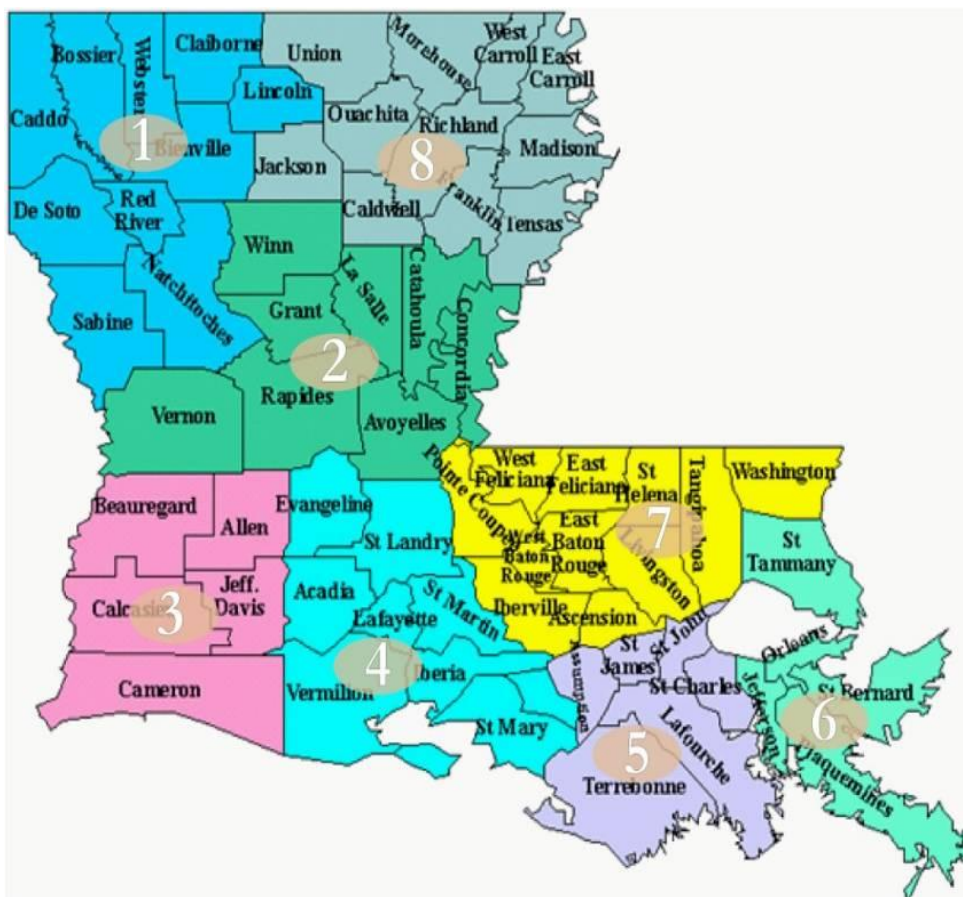 Bossier
Webster
Claiborne
Union
Morehouse
West
Carroll
East
Carroll
Caddo
Lincoln
Ouachita
Richland
1
Bienville
8
Madison
Jackson
De Soto
Red
River
Caldwell
Franklin
Tensas
Winn
Natchitoches
La Salle
Catahoula
Concordia
Sabine
Grant
2
Vernon
Rapides
Avoyelles
Beauregard
Allen
Evangeline
St Landry
Pointe Coupee
West
Feliciana
East
Feliciana
St
Helena
Tangipahoa
Washington
7
West
Baton
Rouge
East
Baton
Rouge
Livingston
St
Tammany
Calcasieu
3
Jeff.
Davis
Acadia
Lafayette
St Martin
Iberville
Ascension
Cameron
Vermilion
4
Iberia
St Mary
Assumption
St
James
St John
St Charles
Orleans
Jefferson
St Bernard
6
Plaquemines
5
Lafourche
Terrebonne